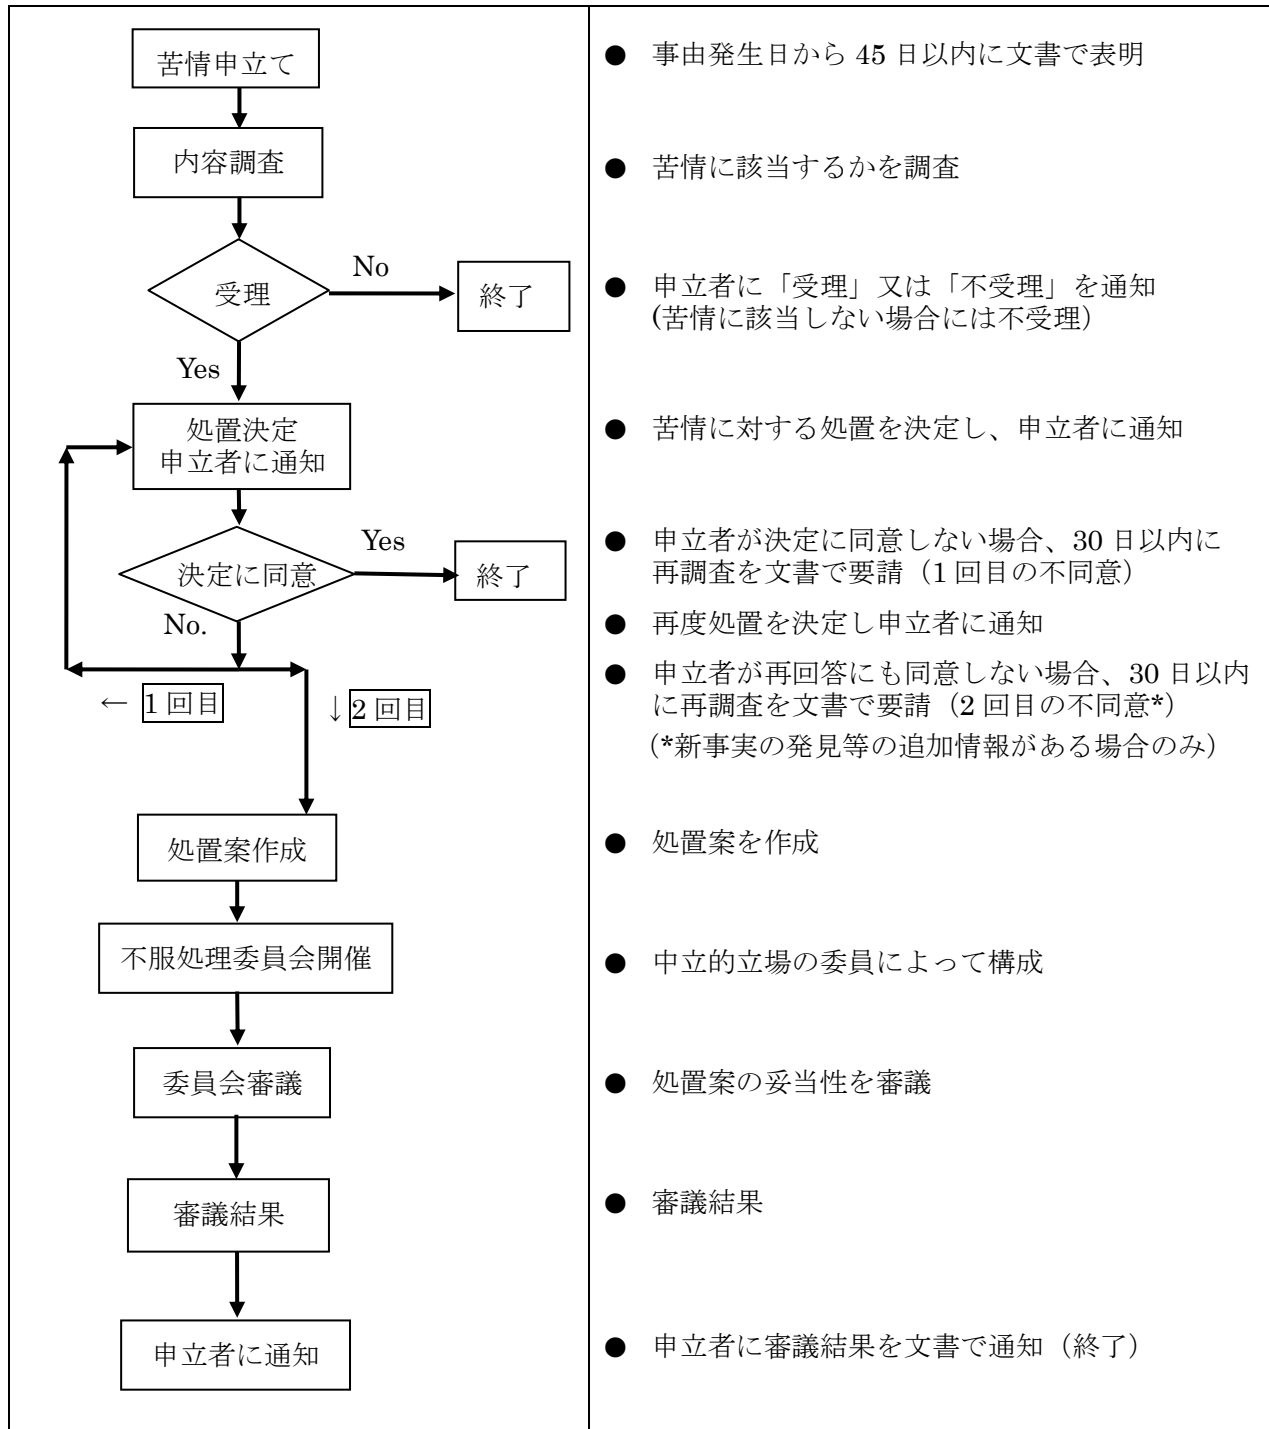 苦情申立て
● 事由発生日から 45 日以内に文書で表明
内容調査
● 苦情に該当するかを調査
受理
No
終了
● 申立者に「受理」又は「不受理」を通知
(苦情に該当しない場合には不受理）
Yes
処置決定
申立者に通知
● 苦情に対する処置を決定し、申立者に通知
決定に同意
Yes
終了
● 申立者が決定に同意しない場合、30 日以内に
再調査を文書で要請（1 回目の不同意）
No.
● 再度処置を決定し申立者に通知
← 1 回目
↓ 2 回目
● 申立者が再回答にも同意しない場合、30 日以内
に再調査を文書で要請（2 回目の不同意*）
（*新事実の発見等の追加情報がある場合のみ）
処置案作成
● 処置案を作成
不服処理委員会開催
● 中立的立場の委員によって構成
委員会審議
● 処置案の妥当性を審議
審議結果
● 審議結果
申立者に通知
● 申立者に審議結果を文書で通知（終了）